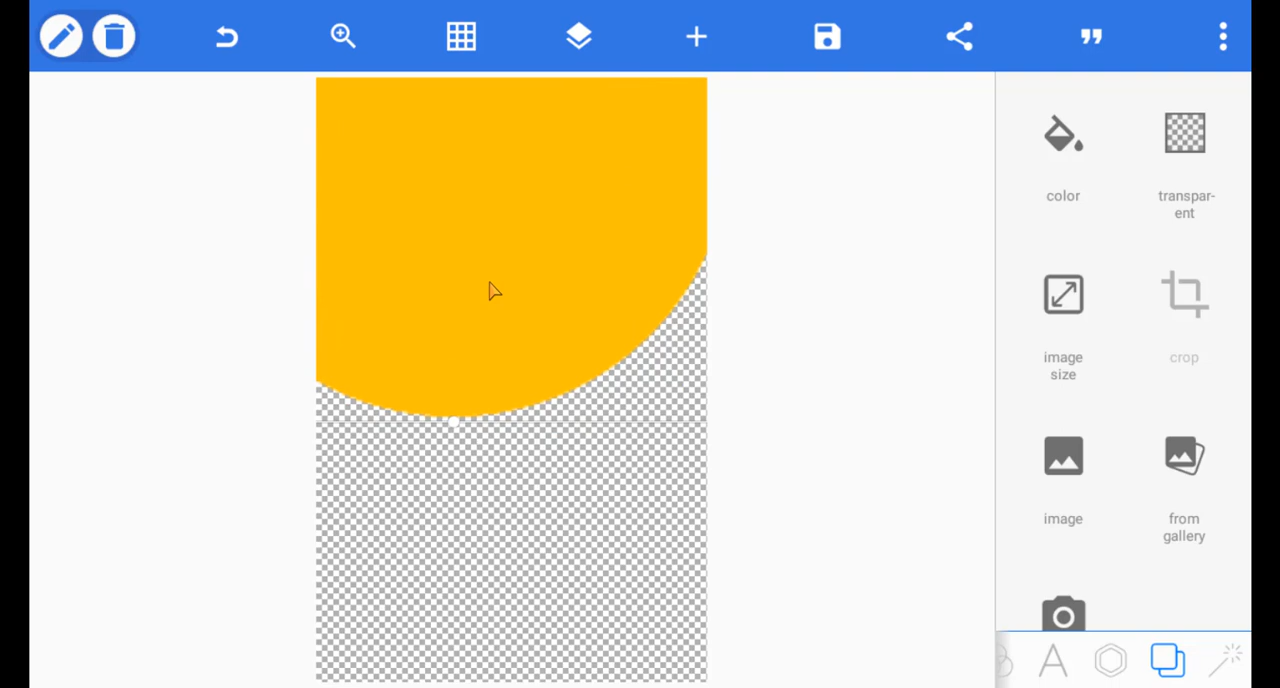 color
transpar-
ent
image
size
crop
image
from
gallery